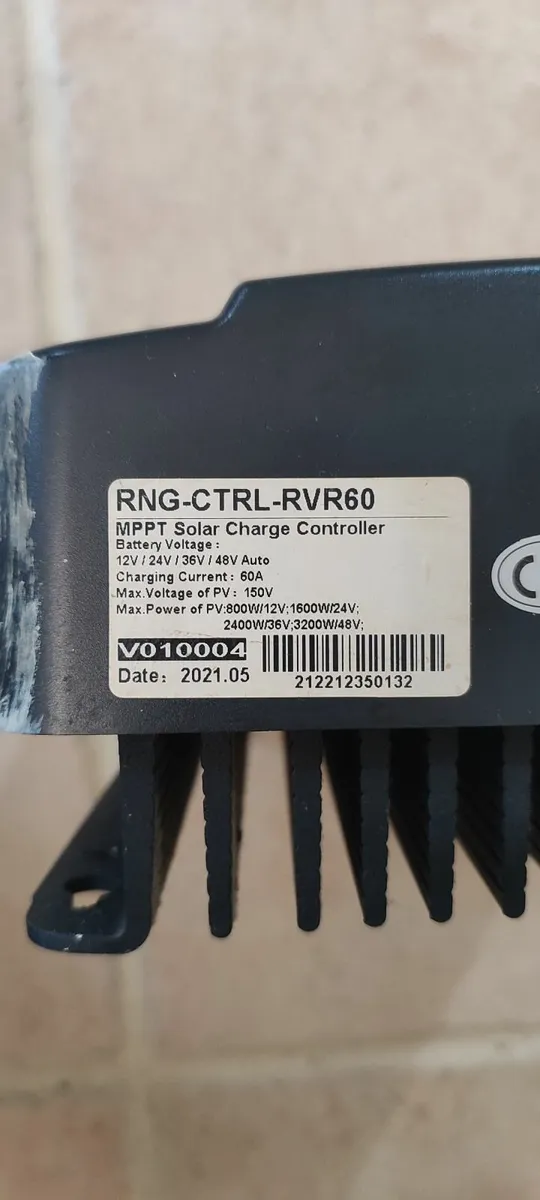 RNG-CTRL-RVR60
MPPT Solar Charge Controller
Battery Voltage :
12V / 24V / 36V / 48V Auto
Charging Current : 60A
Max.Voltage of PV : 150V
Max.Power of PV:800W/12V;1600W/24V;
2400W/36V;3200W/48V;
V010004
Date: 2021.05
212212350132